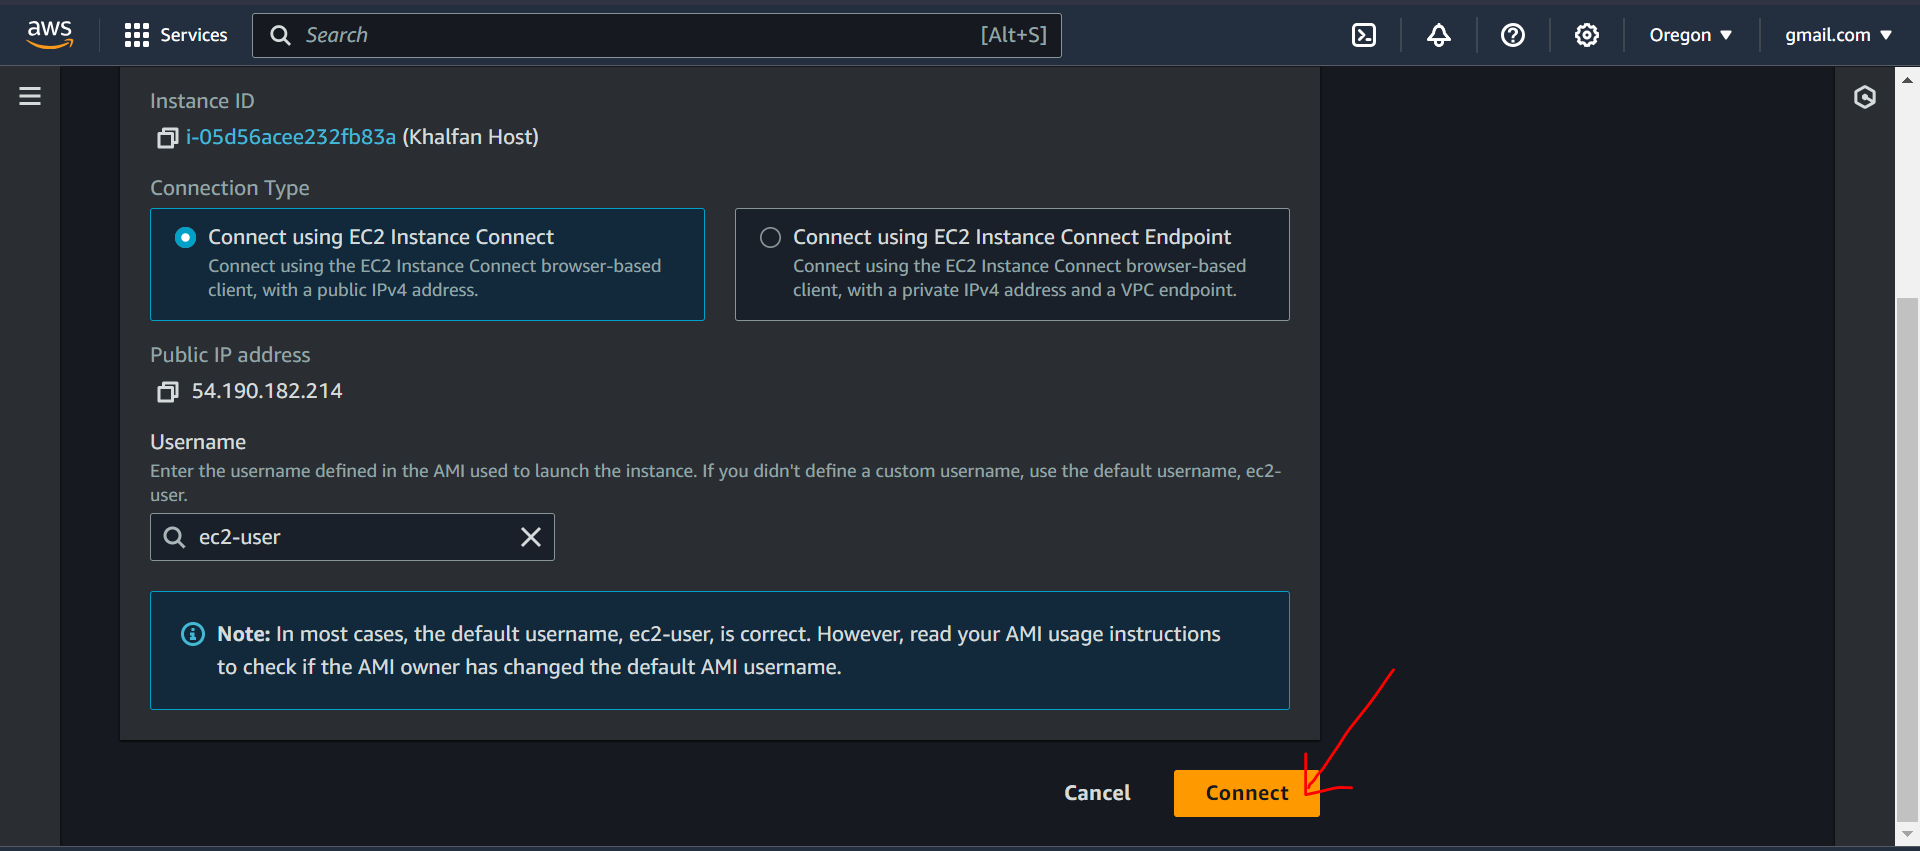 aws
Services
Search
[Alt+S]
Oregon
gmail.com
Instance ID
i-05d56acee232fb83a (Khalfan Host)
Connection Type
Connect using EC2 Instance Connect
Connect using the EC2 Instance Connect browser-based
client, with a public IPv4 address.
Connect using EC2 Instance Connect Endpoint
Connect using the EC2 Instance Connect browser-based
client, with a private IPv4 address and a VPC endpoint.
Public IP address
54.190.182.214
Username
Enter the username defined in the AMI used to launch the instance. If you didn't define a custom username, use the default username, ec2-
user.
ec2-user
Note: In most cases, the default username, ec2-user, is correct. However, read your AMI usage instructions
to check if the AMI owner has changed the default AMI username.
Cancel
Connect